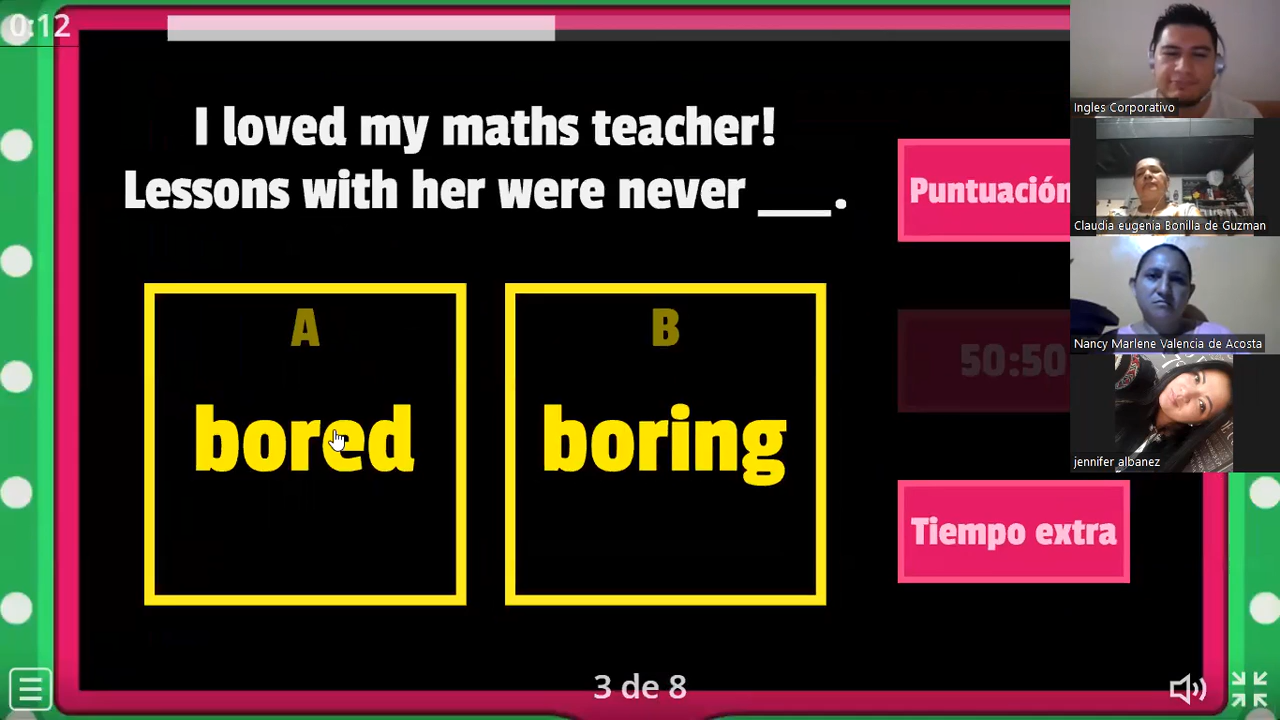 0:12
I loved my maths teacher!
Lessons with her were never ___.
A
bored
B
boring
Puntuación
50:50
Tiempo extra
3 de 8
Ingles Corporativo
Claudia eugenia Bonilla de Guzman
Nancy Marlene Valencia de Acosta
jennifer albanez